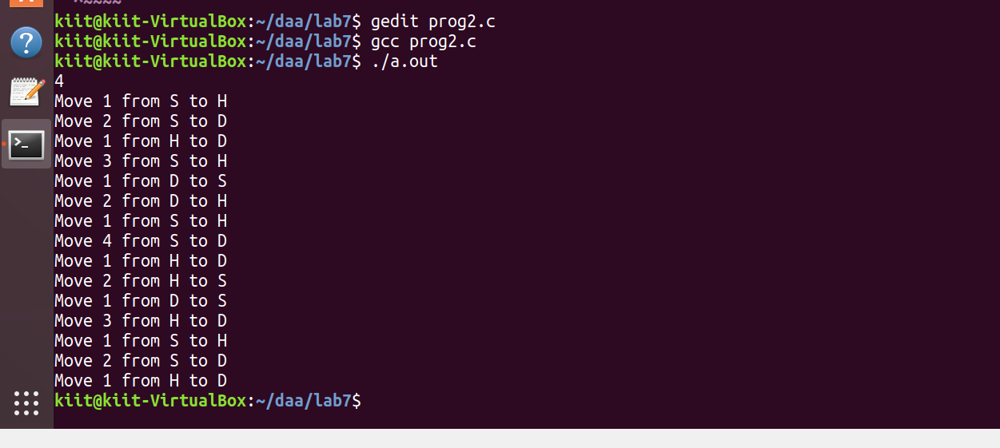 kiit@kiit-VirtualBox:~/daa/lab7$ gedit prog2.c
kiit@kiit-VirtualBox:~/daa/lab7$ gcc prog2.c
kiit@kiit-VirtualBox:~/daa/lab7$ ./a.out
4
Move 1 from S to H
Move 2 from S to D
Move 1 from H to D
Move 3 from S to H
Move 1 from D to S
Move 2 from D to H
Move 1 from S to H
Move 4 from S to D
Move 1 from H to D
Move 2 from H to S
Move 1 from D to S
Move 3 from H to D
Move 1 from S to H
Move 2 from S to D
Move 1 from H to D
kiit@kiit-VirtualBox:~/daa/lab7$